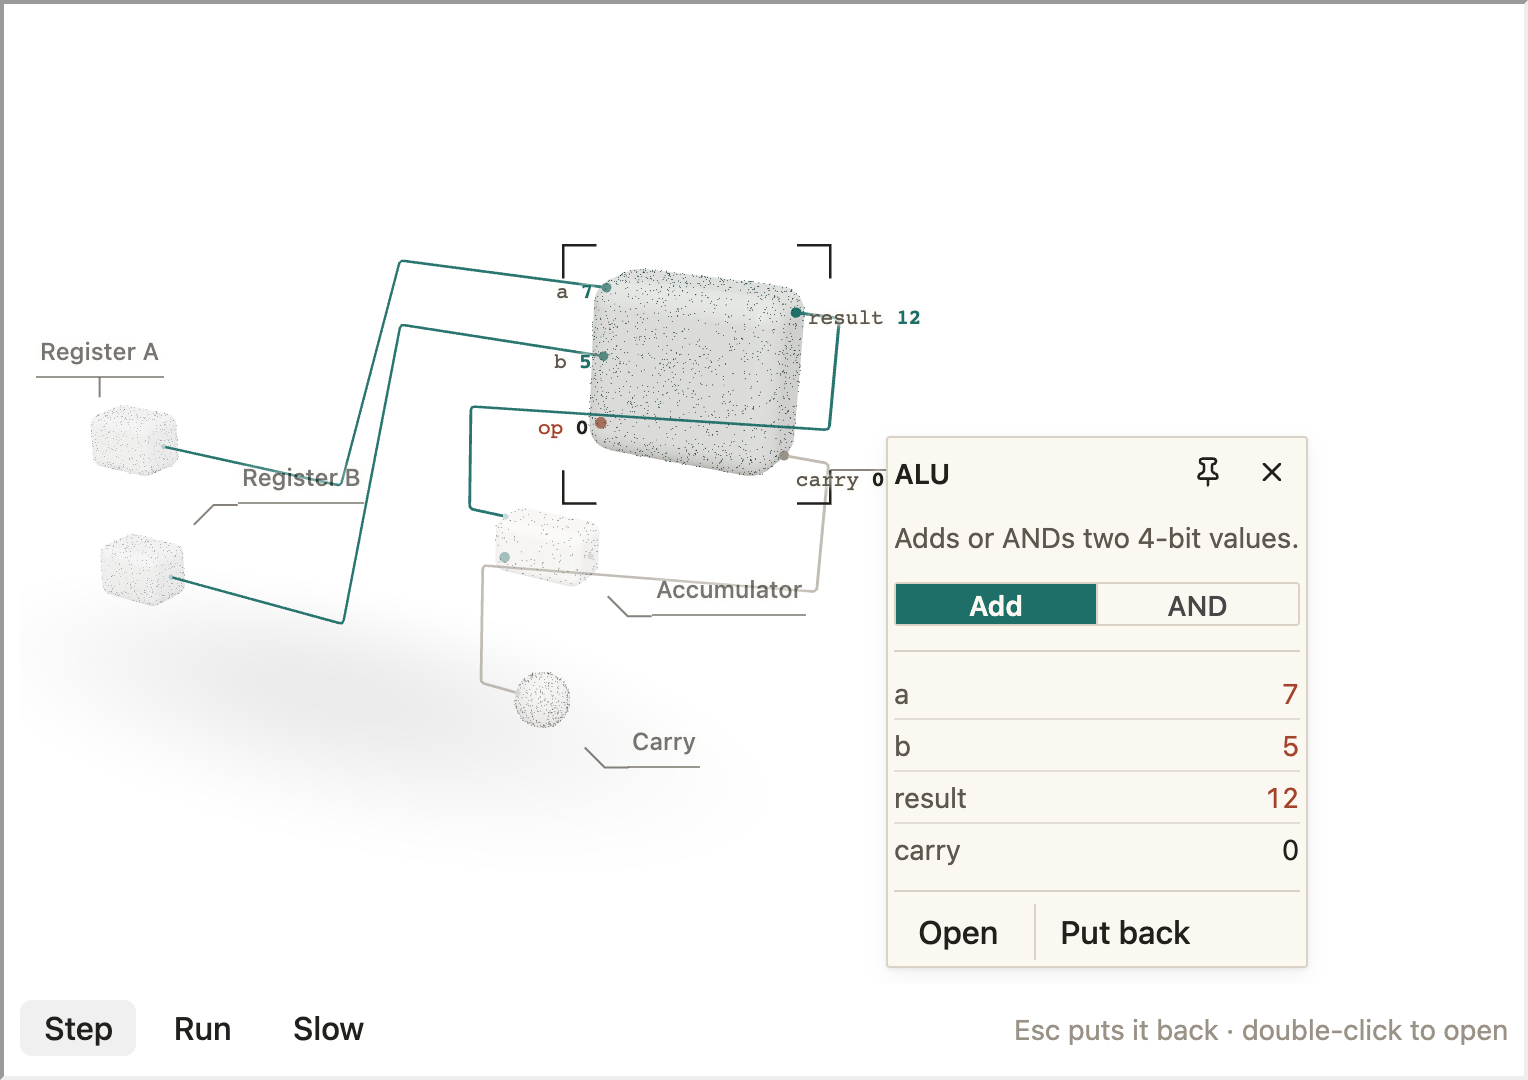 a 7
result 12
Register A
b 5
op 0
Register B
carry 0
ALU
Adds or ANDs two 4-bit values.
Accumulator
Add AND
a 7
Carry
b 5
result 12
carry 0
Open Put back
Step Run Slow
Esc puts it back · double-click to open